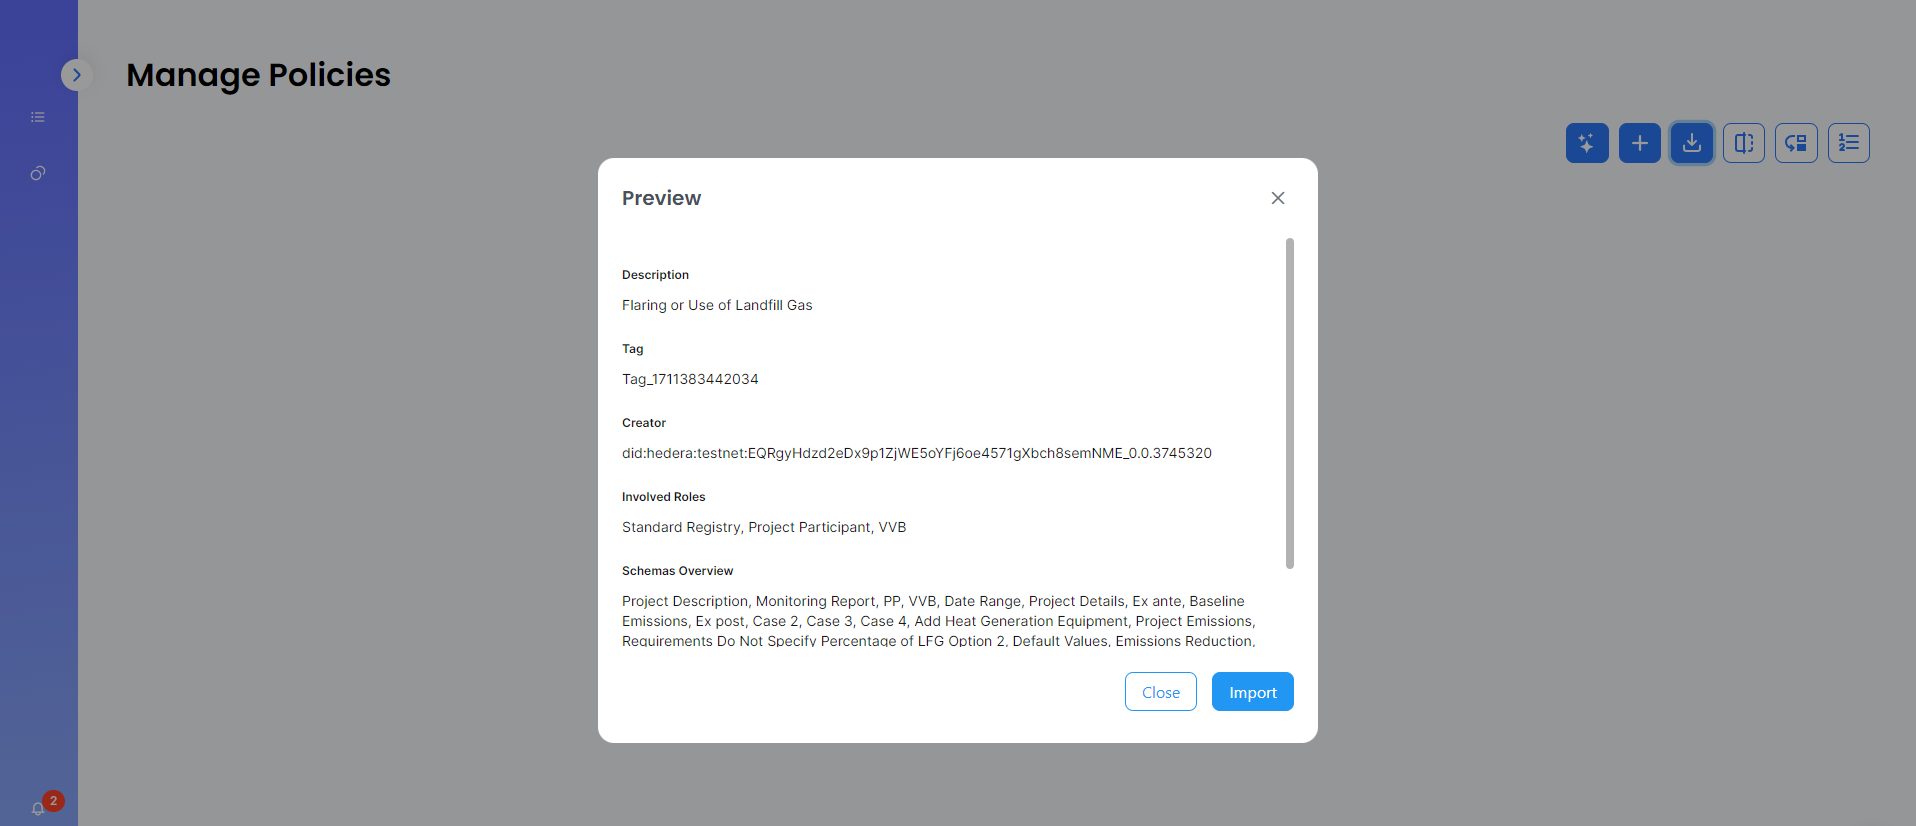 Manage Policies
Preview
Description
Flaring or Use of Landfill Gas
Tag
Tag_1711383442034
Creator
did:hedera:testnet:EQRgyHdzd2eDx9p1ZjWE5oYFj6oe4571gXbch8semNME_0.0.3745320
Involved Roles
Standard Registry, Project Participant, VVB
Schemas Overview
Project Description, Monitoring Report, PP, VVB, Date Range, Project Details, Ex ante, Baseline
Emissions, Ex post, Case 2, Case 3, Case 4, Add Heat Generation Equipment, Project Emissions,
Requirements Do Not Specify Percentage of LFG Option 2, Default Values, Emissions Reduction,
Close Import
2